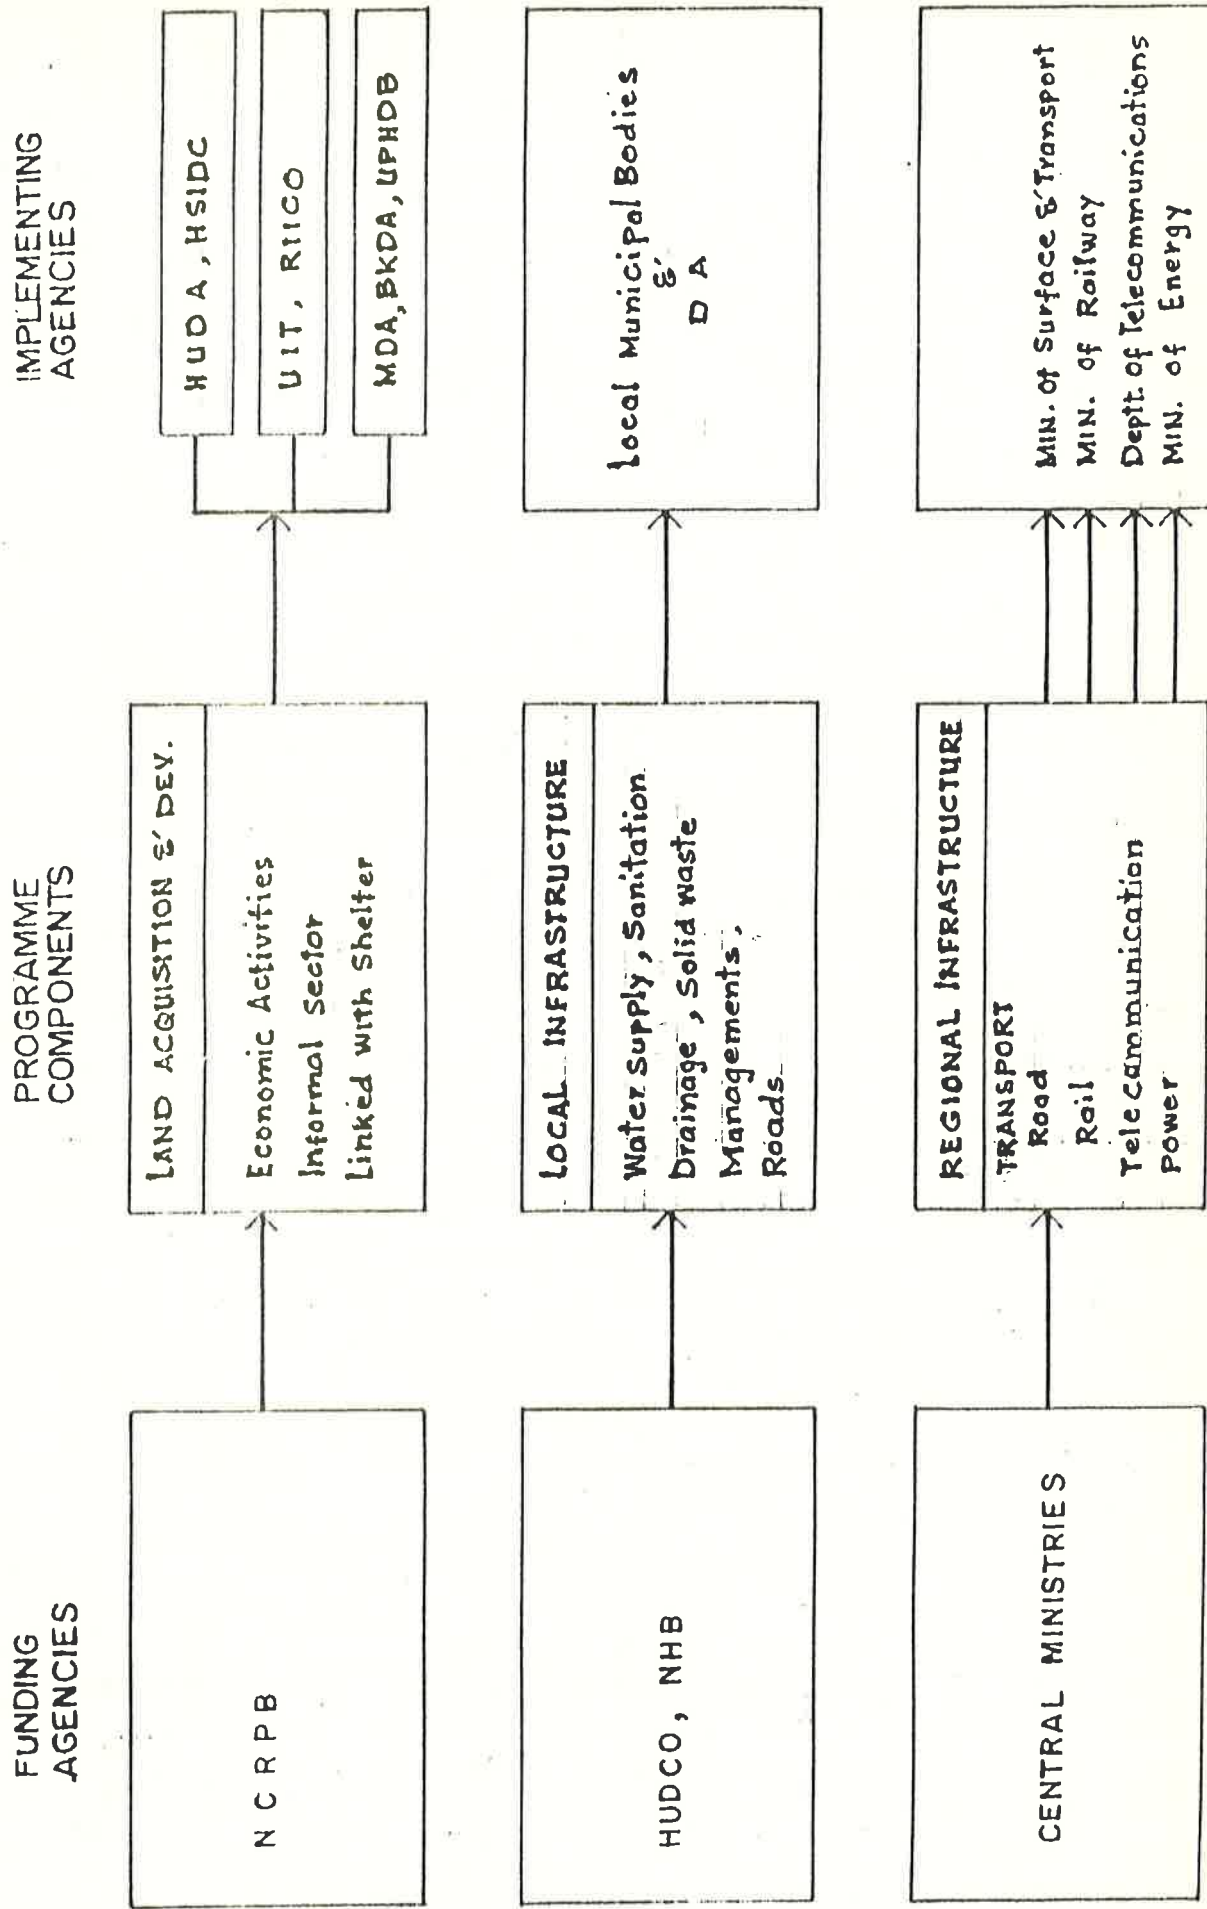 FUNDING
AGENCIES
PROGRAMME
COMPONENTS
IMPLEMENTING
AGENCIES
N C R P B
LAND ACQUISITION & DEV.
Economic Activities
Informal Sector
Linked with Shelter
HUDA, HSIDC
UIT, RIICO
MDA, BKDA, UPHDB
HUDCO, NHB
LOCAL INFRASTRUCTURE
Water Supply, Sanitation
Drainage, Solid waste
Managements,
Roads
Local Municipal Bodies
&
D A
CENTRAL MINISTRIES
REGIONAL INFRASTRUCTURE
TRANSPORT
Road
Rail
Telecammunication
Power
MIN. of Surface & Transport
MIN. of Railway
Deptt. of Telecommunications
MIN. of Energy